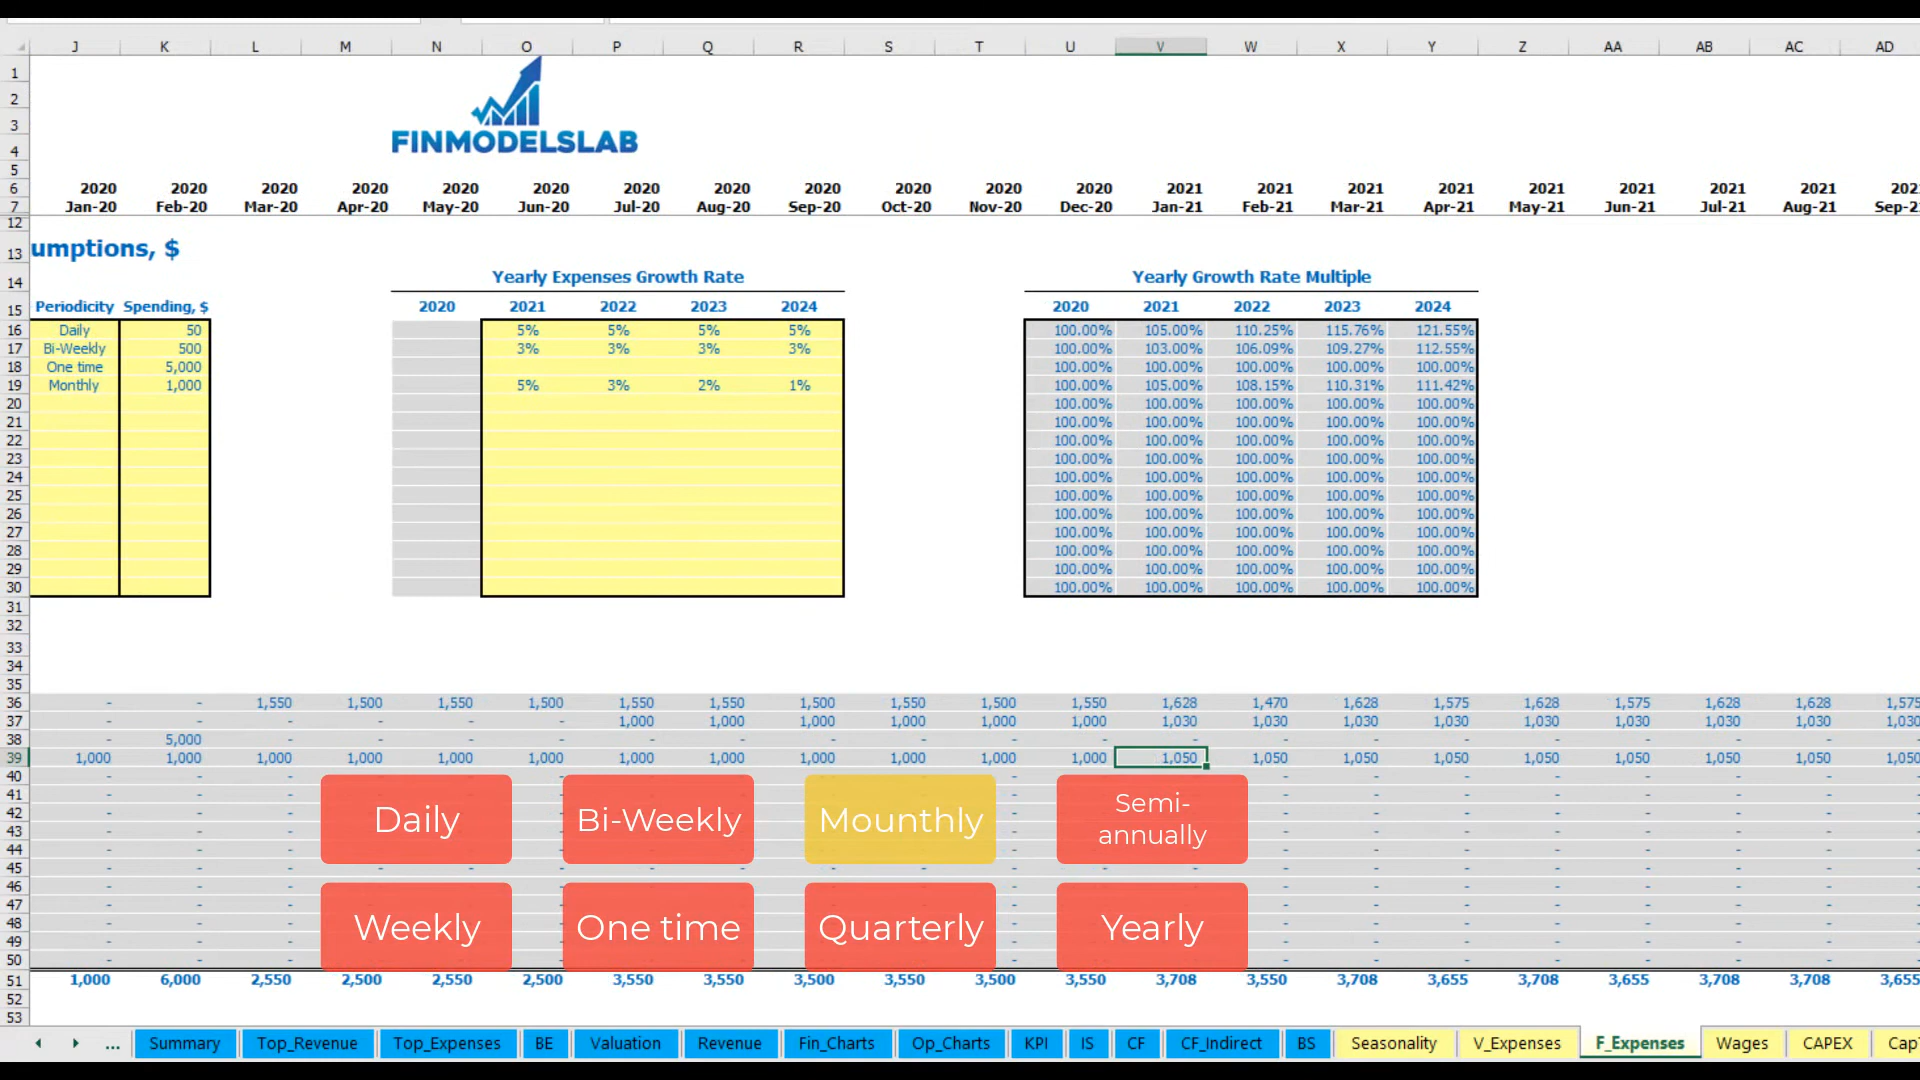 J K L M N O P Q R S T U V W X Y Z AA AB AC AD
1
2
3
4 FINMODELSLAB
5
6 2020 2020 2020 2020 2020 2020 2020 2020 2020 2020 2020 2020 2021 2021 2021 2021 2021 2021 2021 2021 202
7 Jan-20 Feb-20 Mar-20 Apr-20 May-20 Jun-20 Jul-20 Aug-20 Sep-20 Oct-20 Nov-20 Dec-20 Jan-21 Feb-21 Mar-21 Apr-21 May-21 Jun-21 Jul-21 Aug-21 Sep-2
12
13 umptions, $
14 Yearly Expenses Growth Rate Yearly Growth Rate Multiple
15 Periodicity Spending, $ 2020 2021 2022 2023 2024 2020 2021 2022 2023 2024
16 Daily 50 5% 5% 5% 5% 100.00% 105.00% 110.25% 115.76% 121.55%
17 Bi-Weekly 500 3% 3% 3% 3% 100.00% 103.00% 106.09% 109.27% 112.55%
18 One time 5,000 100.00% 100.00% 100.00% 100.00% 100.00%
19 Monthly 1,000 5% 3% 2% 1% 100.00% 105.00% 108.15% 110.31% 111.42%
20 100.00% 100.00% 100.00% 100.00% 100.00%
21 100.00% 100.00% 100.00% 100.00% 100.00%
22 100.00% 100.00% 100.00% 100.00% 100.00%
23 100.00% 100.00% 100.00% 100.00% 100.00%
24 100.00% 100.00% 100.00% 100.00% 100.00%
25 100.00% 100.00% 100.00% 100.00% 100.00%
26 100.00% 100.00% 100.00% 100.00% 100.00%
27 100.00% 100.00% 100.00% 100.00% 100.00%
28 100.00% 100.00% 100.00% 100.00% 100.00%
29 100.00% 100.00% 100.00% 100.00% 100.00%
30 100.00% 100.00% 100.00% 100.00% 100.00%
31
32
33
34
35
36 - - 1,550 1,500 1,550 1,500 1,550 1,550 1,500 1,550 1,500 1,550 1,628 1,470 1,628 1,575 1,628 1,575 1,628 1,628 1,575
37 - - - - - - 1,000 1,000 1,000 1,000 1,000 1,000 1,030 1,030 1,030 1,030 1,030 1,030 1,030 1,030 1,030
38 - 5,000 - - - - - - - - - - - - - - - - - - -
39 1,000 1,000 1,000 1,000 1,000 1,000 1,000 1,000 1,000 1,000 1,000 1,000 1,050 1,050 1,050 1,050 1,050 1,050 1,050 1,050 1,050
40
41
42 Daily Bi-Weekly Mounthly Semi-
43 annually
44
45
46
47
48 Weekly One time Quarterly Yearly
49
50
51 1,000 6,000 2,550 2,500 2,550 2,500 3,550 3,550 3,500 3,550 3,500 3,550 3,708 3,550 3,708 3,655 3,708 3,655 3,708 3,708 3,655
52
53
... Summary Top_Revenue Top_Expenses BE Valuation Revenue Fin_Charts Op_Charts KPI IS CF CF_Indirect BS Seasonality V_Expenses F_Expenses Wages CAPEX Cap